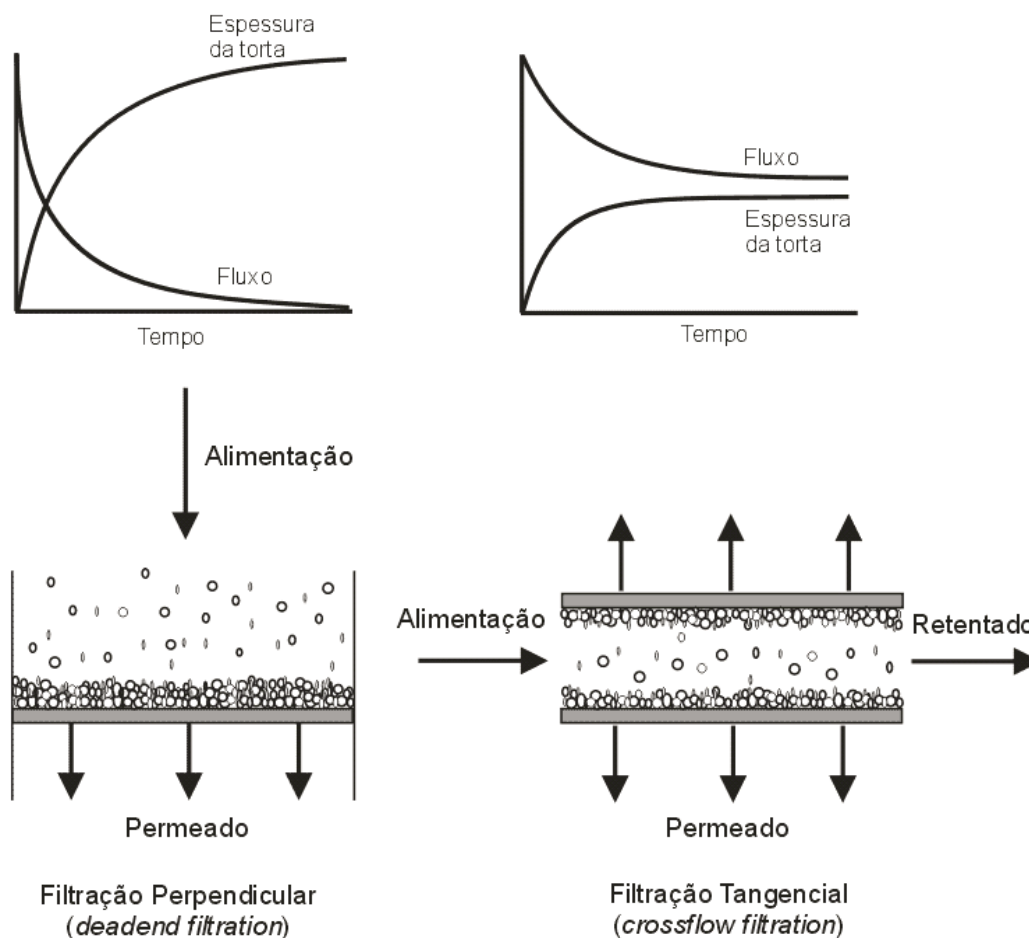 Espessura
da torta
Fluxo
Tempo
Fluxo
Espessura
da torta
Tempo
Alimentação
Permeado
Filtração Perpendicular
(deadend filtration)
Alimentação
Retentado
Permeado
Filtração Tangencial
(crossflow filtration)